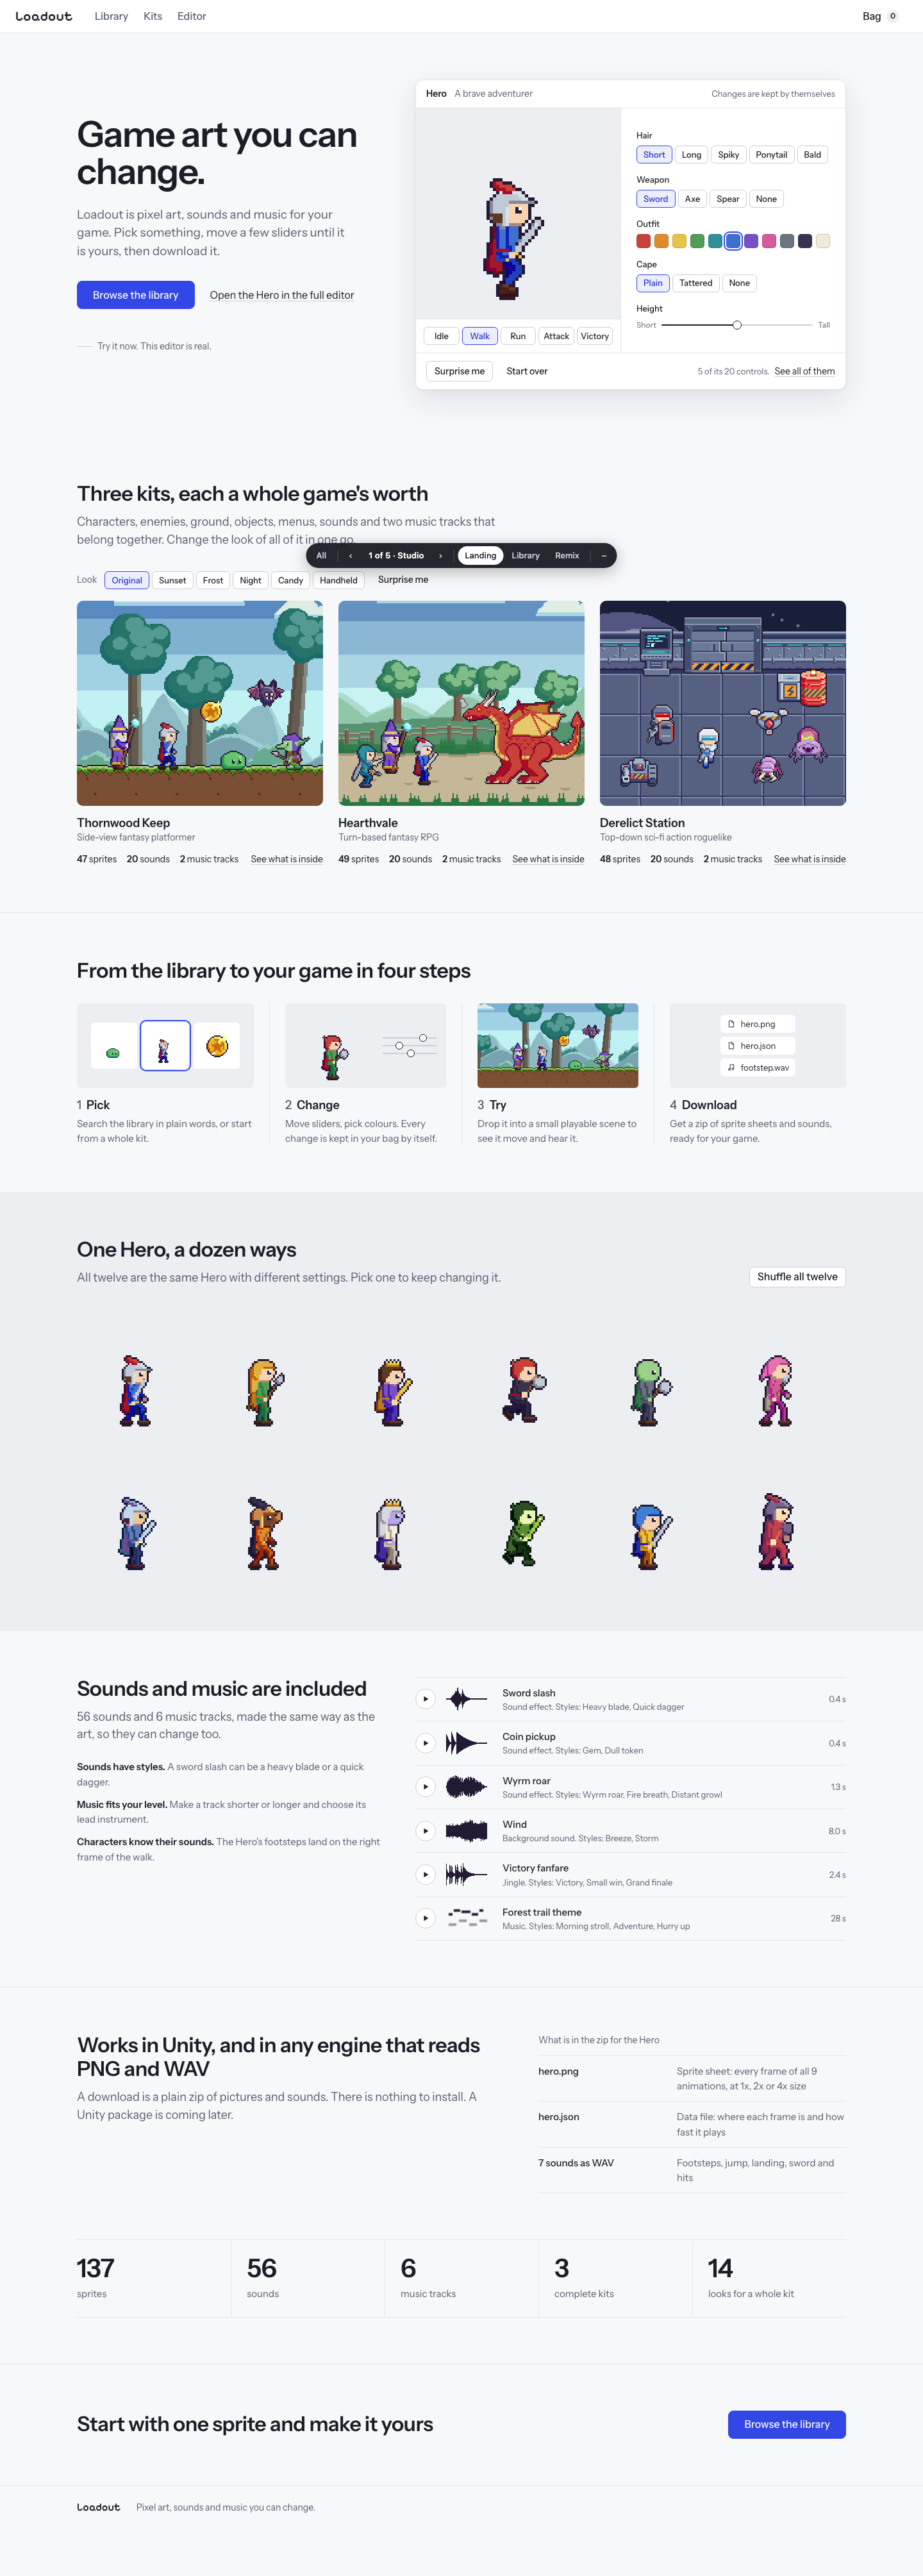 Loadout Library Kits Editor Bag 0
Game art you can
change.
Loadout is pixel art, sounds and music for your
game. Pick something, move a few sliders until it
is yours, then download it.
Browse the library Open the Hero in the full editor
Try it now. This editor is real.
Hero A brave adventurer Changes are kept by themselves
Hair
Short Long Spiky Ponytail Bald
Weapon
Sword Axe Spear None
Outfit
Cape
Plain Tattered None
Height
Short Tall
Idle Walk Run Attack Victory
Surprise me Start over 5 of its 20 controls. See all of them
Three kits, each a whole game's worth
Characters, enemies, ground, objects, menus, sounds and two music tracks that
belong together. Change the look of all of it in one go.
All ‹ 1 of 5 · Studio › Landing Library Remix –
Look Original Sunset Frost Night Candy Handheld Surprise me
Thornwood Keep
Side-view fantasy platformer
47 sprites 20 sounds 2 music tracks See what is inside
Hearthvale
Turn-based fantasy RPG
49 sprites 20 sounds 2 music tracks See what is inside
Derelict Station
Top-down sci-fi action roguelike
48 sprites 20 sounds 2 music tracks See what is inside
From the library to your game in four steps
1 Pick
Search the library in plain words, or start
from a whole kit.
2 Change
Move sliders, pick colours. Every
change is kept in your bag by itself.
3 Try
Drop it into a small playable scene to
see it move and hear it.
hero.png
hero.json
footstep.wav
4 Download
Get a zip of sprite sheets and sounds,
ready for your game.
One Hero, a dozen ways
All twelve are the same Hero with different settings. Pick one to keep changing it.
Shuffle all twelve
Sounds and music are included
56 sounds and 6 music tracks, made the same way as the
art, so they can change too.
Sounds have styles. A sword slash can be a heavy blade or a quick
dagger.
Music fits your level. Make a track shorter or longer and choose its
lead instrument.
Characters know their sounds. The Hero's footsteps land on the right
frame of the walk.
Sword slash
Sound effect. Styles: Heavy blade, Quick dagger
0.4 s
Coin pickup
Sound effect. Styles: Gem, Dull token
0.4 s
Wyrm roar
Sound effect. Styles: Wyrm roar, Fire breath, Distant growl
1.3 s
Wind
Background sound. Styles: Breeze, Storm
8.0 s
Victory fanfare
Jingle. Styles: Victory, Small win, Grand finale
2.4 s
Forest trail theme
Music. Styles: Morning stroll, Adventure, Hurry up
28 s
Works in Unity, and in any engine that reads
PNG and WAV
A download is a plain zip of pictures and sounds. There is nothing to install. A
Unity package is coming later.
What is in the zip for the Hero
hero.png
Sprite sheet: every frame of all 9
animations, at 1x, 2x or 4x size
hero.json
Data file: where each frame is and how
fast it plays
7 sounds as WAV
Footsteps, jump, landing, sword and
hits
137
sprites
56
sounds
6
music tracks
3
complete kits
14
looks for a whole kit
Start with one sprite and make it yours
Browse the library
Loadout Pixel art, sounds and music you can change.